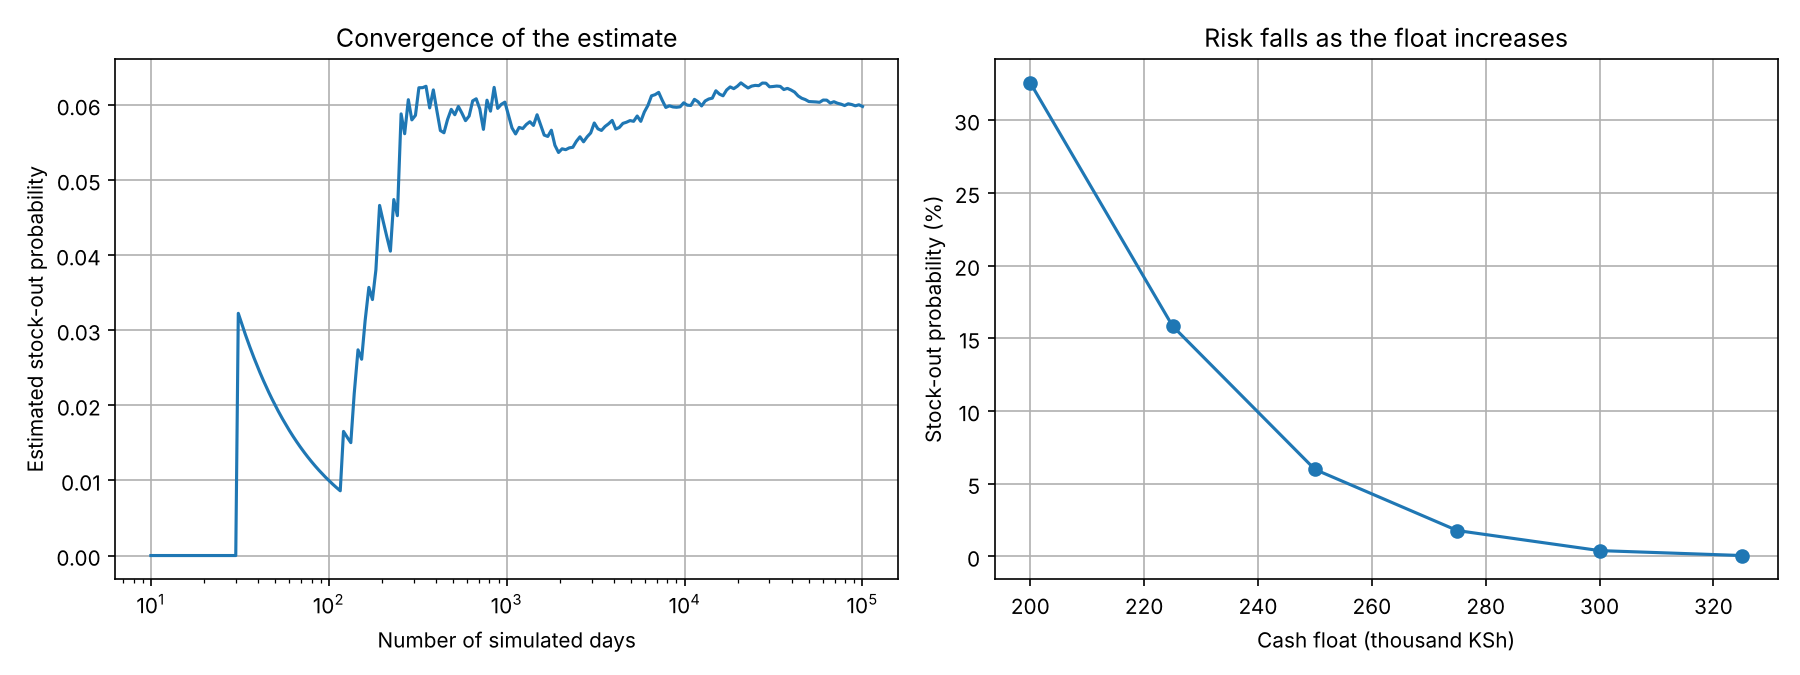 Convergence of the estimate
Estimated stock-out probability
0.06
0.05
0.04
0.03
0.02
0.01
0.00
10¹ 10² 10³ 10⁴ 10⁵
Number of simulated days
Risk falls as the float increases
Stock-out probability (%)
30
25
20
15
10
5
0
200 220 240 260 280 300 320
Cash float (thousand KSh)